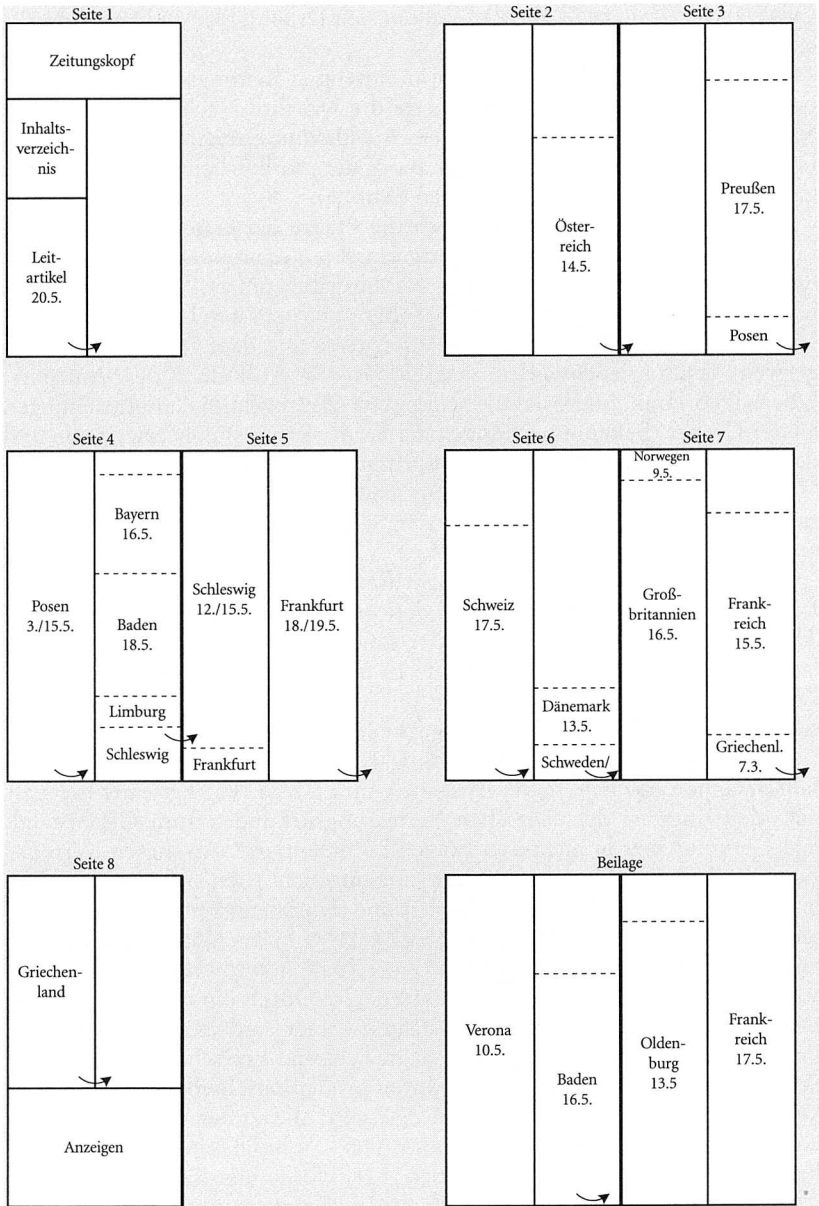 Seite 1
Zeitungskopf
Inhalts-
verzeich-
nis
Leit-
artikel
20.5.
Seite 2
Öster-
reich
14.5.
Seite 3
Preußen
17.5.
Posen
Seite 4
Posen
3./15.5.
Bayern
16.5.
Baden
18.5.
Limburg
Schleswig
Seite 5
Schleswig
12./15.5.
Frankfurt
Frankfurt
18./19.5.
Seite 6
Schweiz
17.5.
Dänemark
13.5.
Schweden/
Seite 7
Norwegen
9.5.
Groß-
britannien
16.5.
Frank-
reich
15.5.
Griechenl.
7.3.
Seite 8
Griechen-
land
Anzeigen
Beilage
Verona
10.5.
Baden
16.5.
Olden-
burg
13.5
Frank-
reich
17.5.